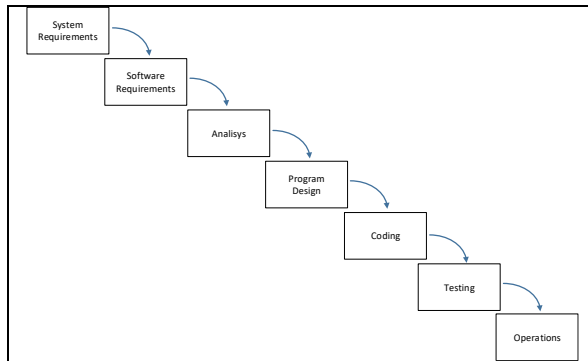 System
Requirements
Software
Requirements
Analisys
Program
Design
Coding
Testing
Operations